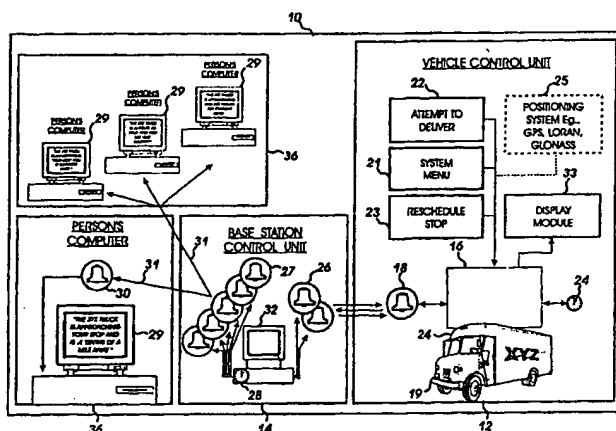 10
PERSON'S
COMPUTER
29
PERSON'S
COMPUTER
29
PERSON'S
COMPUTER
29
36
VEHICLE CONTROL UNIT
22
ATTEMPT TO
DELIVER
25
POSITIONING
SYSTEM E.g.,
GPS, LORAN,
GLONASS
21
SYSTEM
MENU
33
23
RESCHEDULE
STOP
DISPLAY
MODULE
16
18
24
24
XYZ
19
12
PERSON'S
COMPUTER
31
31
30
29
"THE XYZ TRUCK
IS APPROACHING
YOUR STOP AND
IS A TENTHS OF A
MILE AWAY"
36
BASE STATION
CONTROL UNIT
27
26
32
28
14